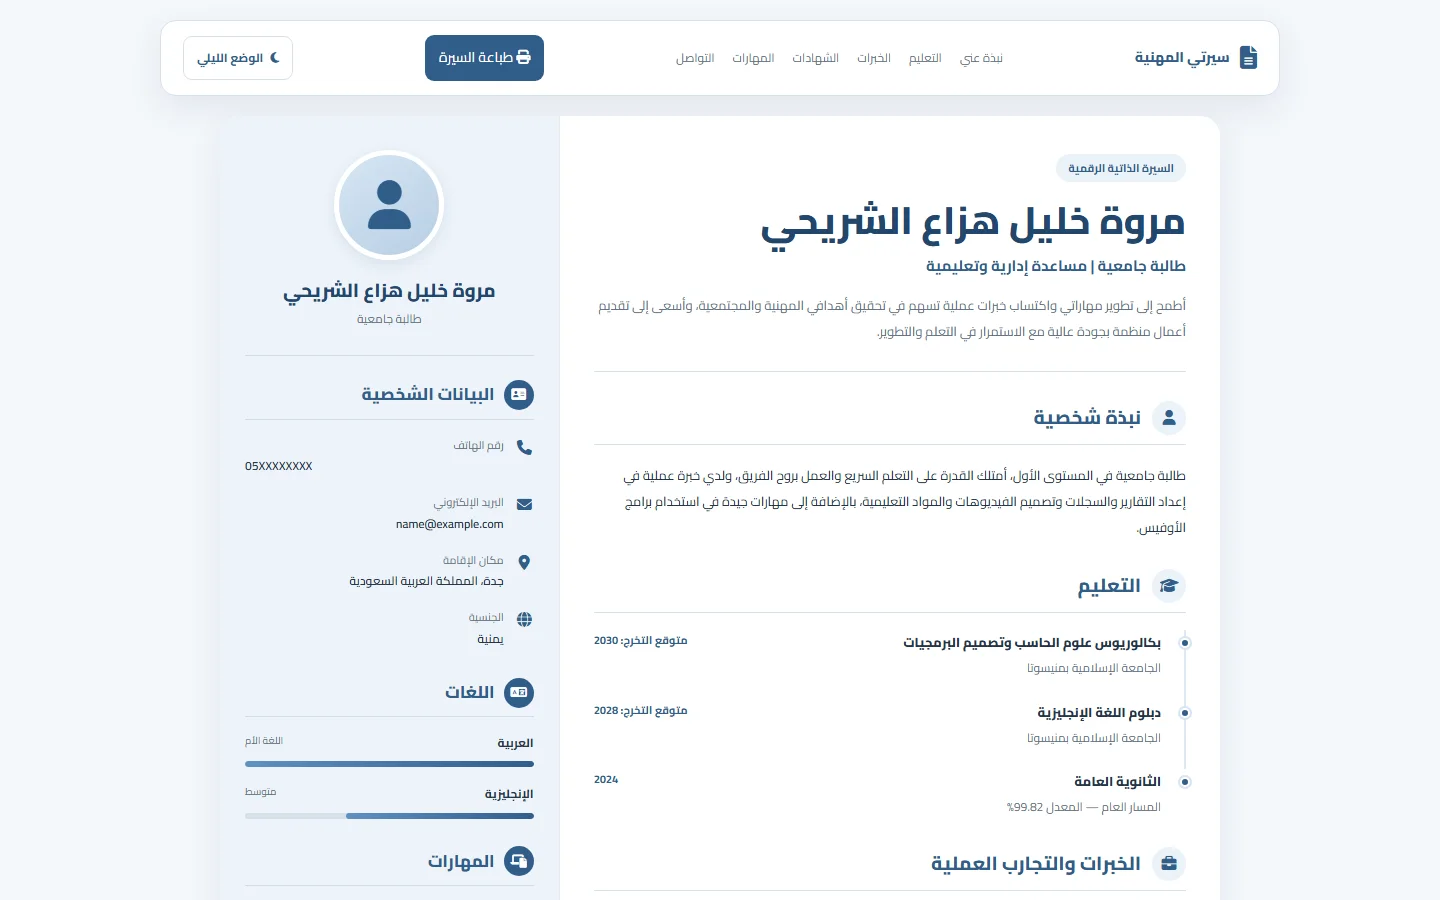 سيرتي المهنية
نبذة عني
التعليم
الخبرات
الشهادات
المهارات
التواصل
طباعة السيرة
الوضع الليلي
السيرة الذاتية الرقمية
مروة خليل هزاع الشريحي
طالبة جامعية | مساعدة إدارية وتعليمية
أطمح إلى تطوير مهاراتي واكتساب خبرات عملية تسهم في تحقيق أهدافي المهنية والمجتمعية، وأسعى إلى تقديم
أعمال منظمة بجودة عالية مع الاستمرار في التعلم والتطوير.
نبذة شخصية
طالبة جامعية في المستوى الأول، أمتلك القدرة على التعلم السريع والعمل بروح الفريق، ولدي خبرة عملية في
إعداد التقارير والسجلات وتصميم الفيديوهات والمواد التعليمية، بالإضافة إلى مهارات جيدة في استخدام برامج
الأوفيس.
التعليم
بكالوريوس علوم الحاسب وتصميم البرمجيات
متوقع التخرج: 2030
الجامعة الإسلامية بمنيسوتا
دبلوم اللغة الإنجليزية
متوقع التخرج: 2028
الجامعة الإسلامية بمنيسوتا
الثانوية العامة
2024
المسار العام — المعدل 99.82%
الخبرات والتجارب العملية
مروة خليل هزاع الشريحي
طالبة جامعية
البيانات الشخصية
رقم الهاتف
05XXXXXXXX
البريد الإلكتروني
name@example.com
مكان الإقامة
جدة، المملكة العربية السعودية
الجنسية
يمنية
اللغات
العربية
اللغة الأم
الإنجليزية
متوسط
المهارات